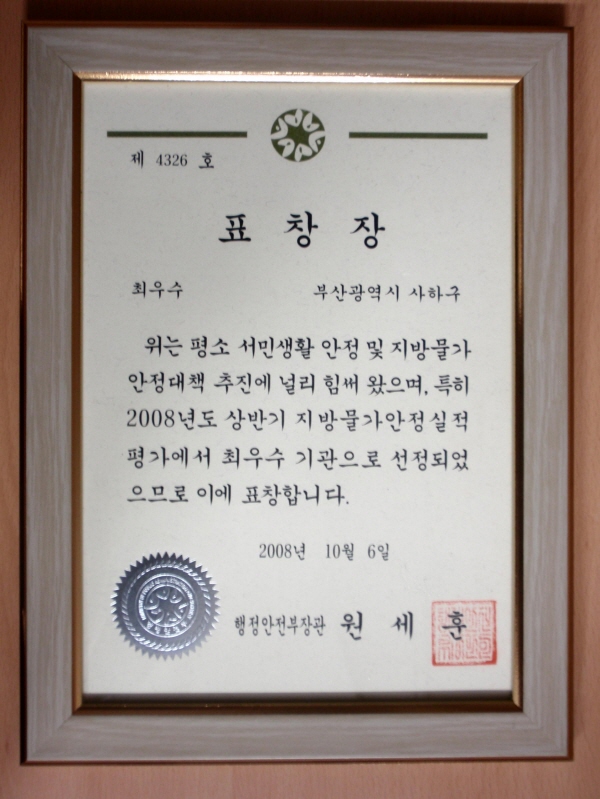 제 4326 호
표 창 장
최우수 부산광역시 사하구
위는 평소 서민생활 안정 및 지방물가
안정대책 추진에 널리 힘써 왔으며, 특히
2008년도 상반기 지방물가안정실적
평가에서 최우수 기관으로 선정되었
으므로 이에 표창합니다.
2008년 10월 6일
행정안전부장관 원 세 훈